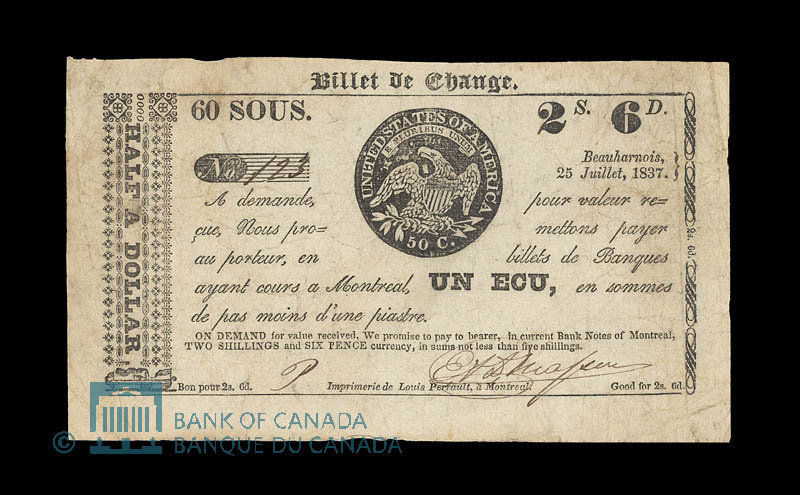 Billet de Change.
60 SOUS.
2 S. 6 D.
UNITED STATES OF AMERICA
E PLURIBUS UNUM
50 C.
No 123
Beauharnois,
25 Juillet, 1837.
A demande, pour valeur re=
çue, Nous pro= mettons payer
au porteur, en billets de Banques
ayant cours a Montreal, UN ECU, en sommes
de pas moins d'une piastre.
ON DEMAND for value received, We promise to pay to bearer, in current Bank Notes of Montreal,
TWO SHILLINGS and SIX PENCE currency, in sums not less than five shillings.
P
Bon pour 2s. 6d. Imprimerie de Louis Perrault, à Montreal. Good for 2s. 6d.
HALF A DOLLAR
2s. 6d.
© BANK OF CANADA
BANQUE DU CANADA